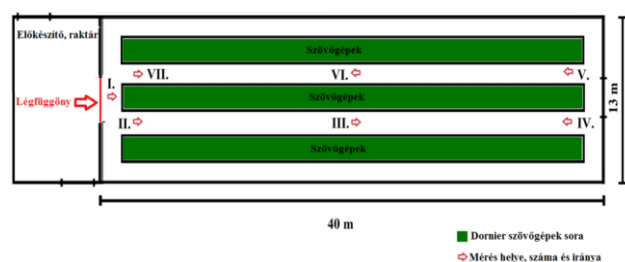 Előkészítő, raktár
Szövőgépek
I.
VII.
VI.
V.
Légfüggöny
Szövőgépek
II.
III.
IV.
Szövőgépek
13 m
40 m
Dornier szövőgépek sora
Mérés helye, száma és iránya